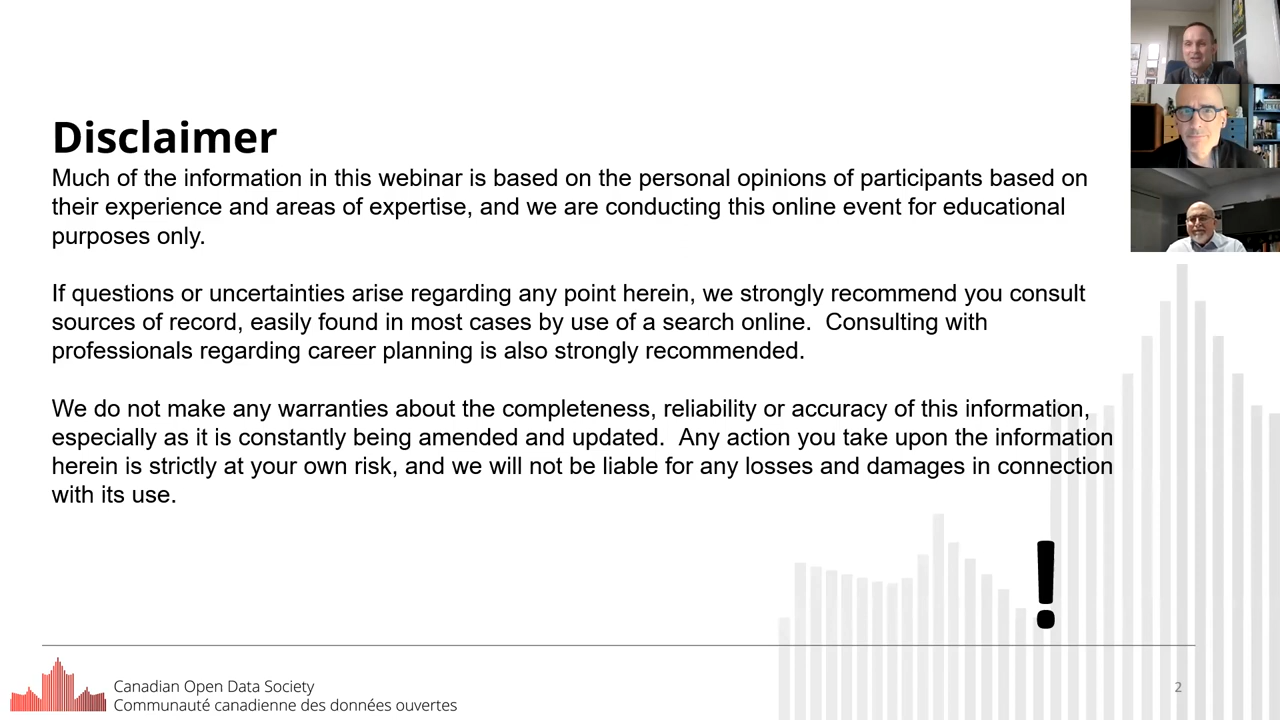 Disclaimer
Much of the information in this webinar is based on the personal opinions of participants based on
their experience and areas of expertise, and we are conducting this online event for educational
purposes only.
If questions or uncertainties arise regarding any point herein, we strongly recommend you consult
sources of record, easily found in most cases by use of a search online.  Consulting with
professionals regarding career planning is also strongly recommended.
We do not make any warranties about the completeness, reliability or accuracy of this information,
especially as it is constantly being amended and updated.  Any action you take upon the information
herein is strictly at your own risk, and we will not be liable for any losses and damages in connection
with its use.
!
Canadian Open Data Society
Communauté canadienne des données ouvertes
2